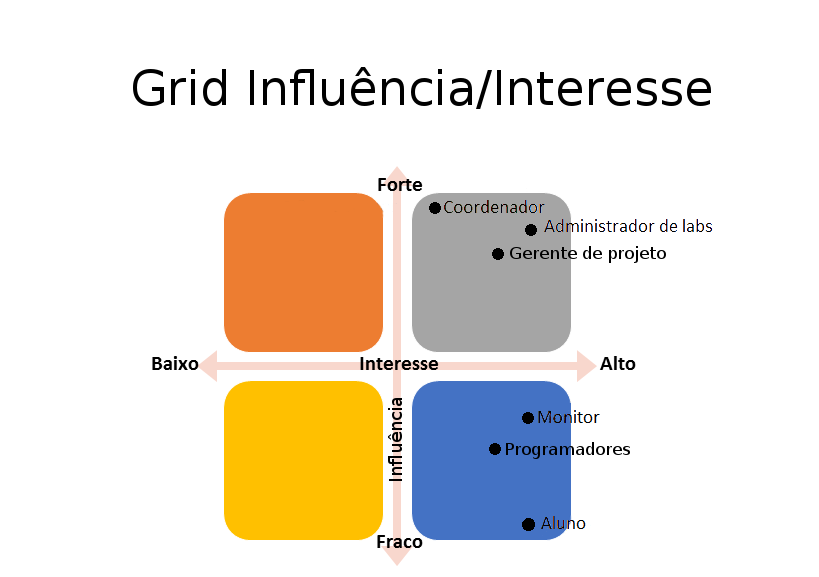 Grid Influência/Interesse
Forte
Coordenador
Administrador de labs
Gerente de projeto
Baixo
Interesse
Alto
Influência
Monitor
Programadores
Aluno
Fraco